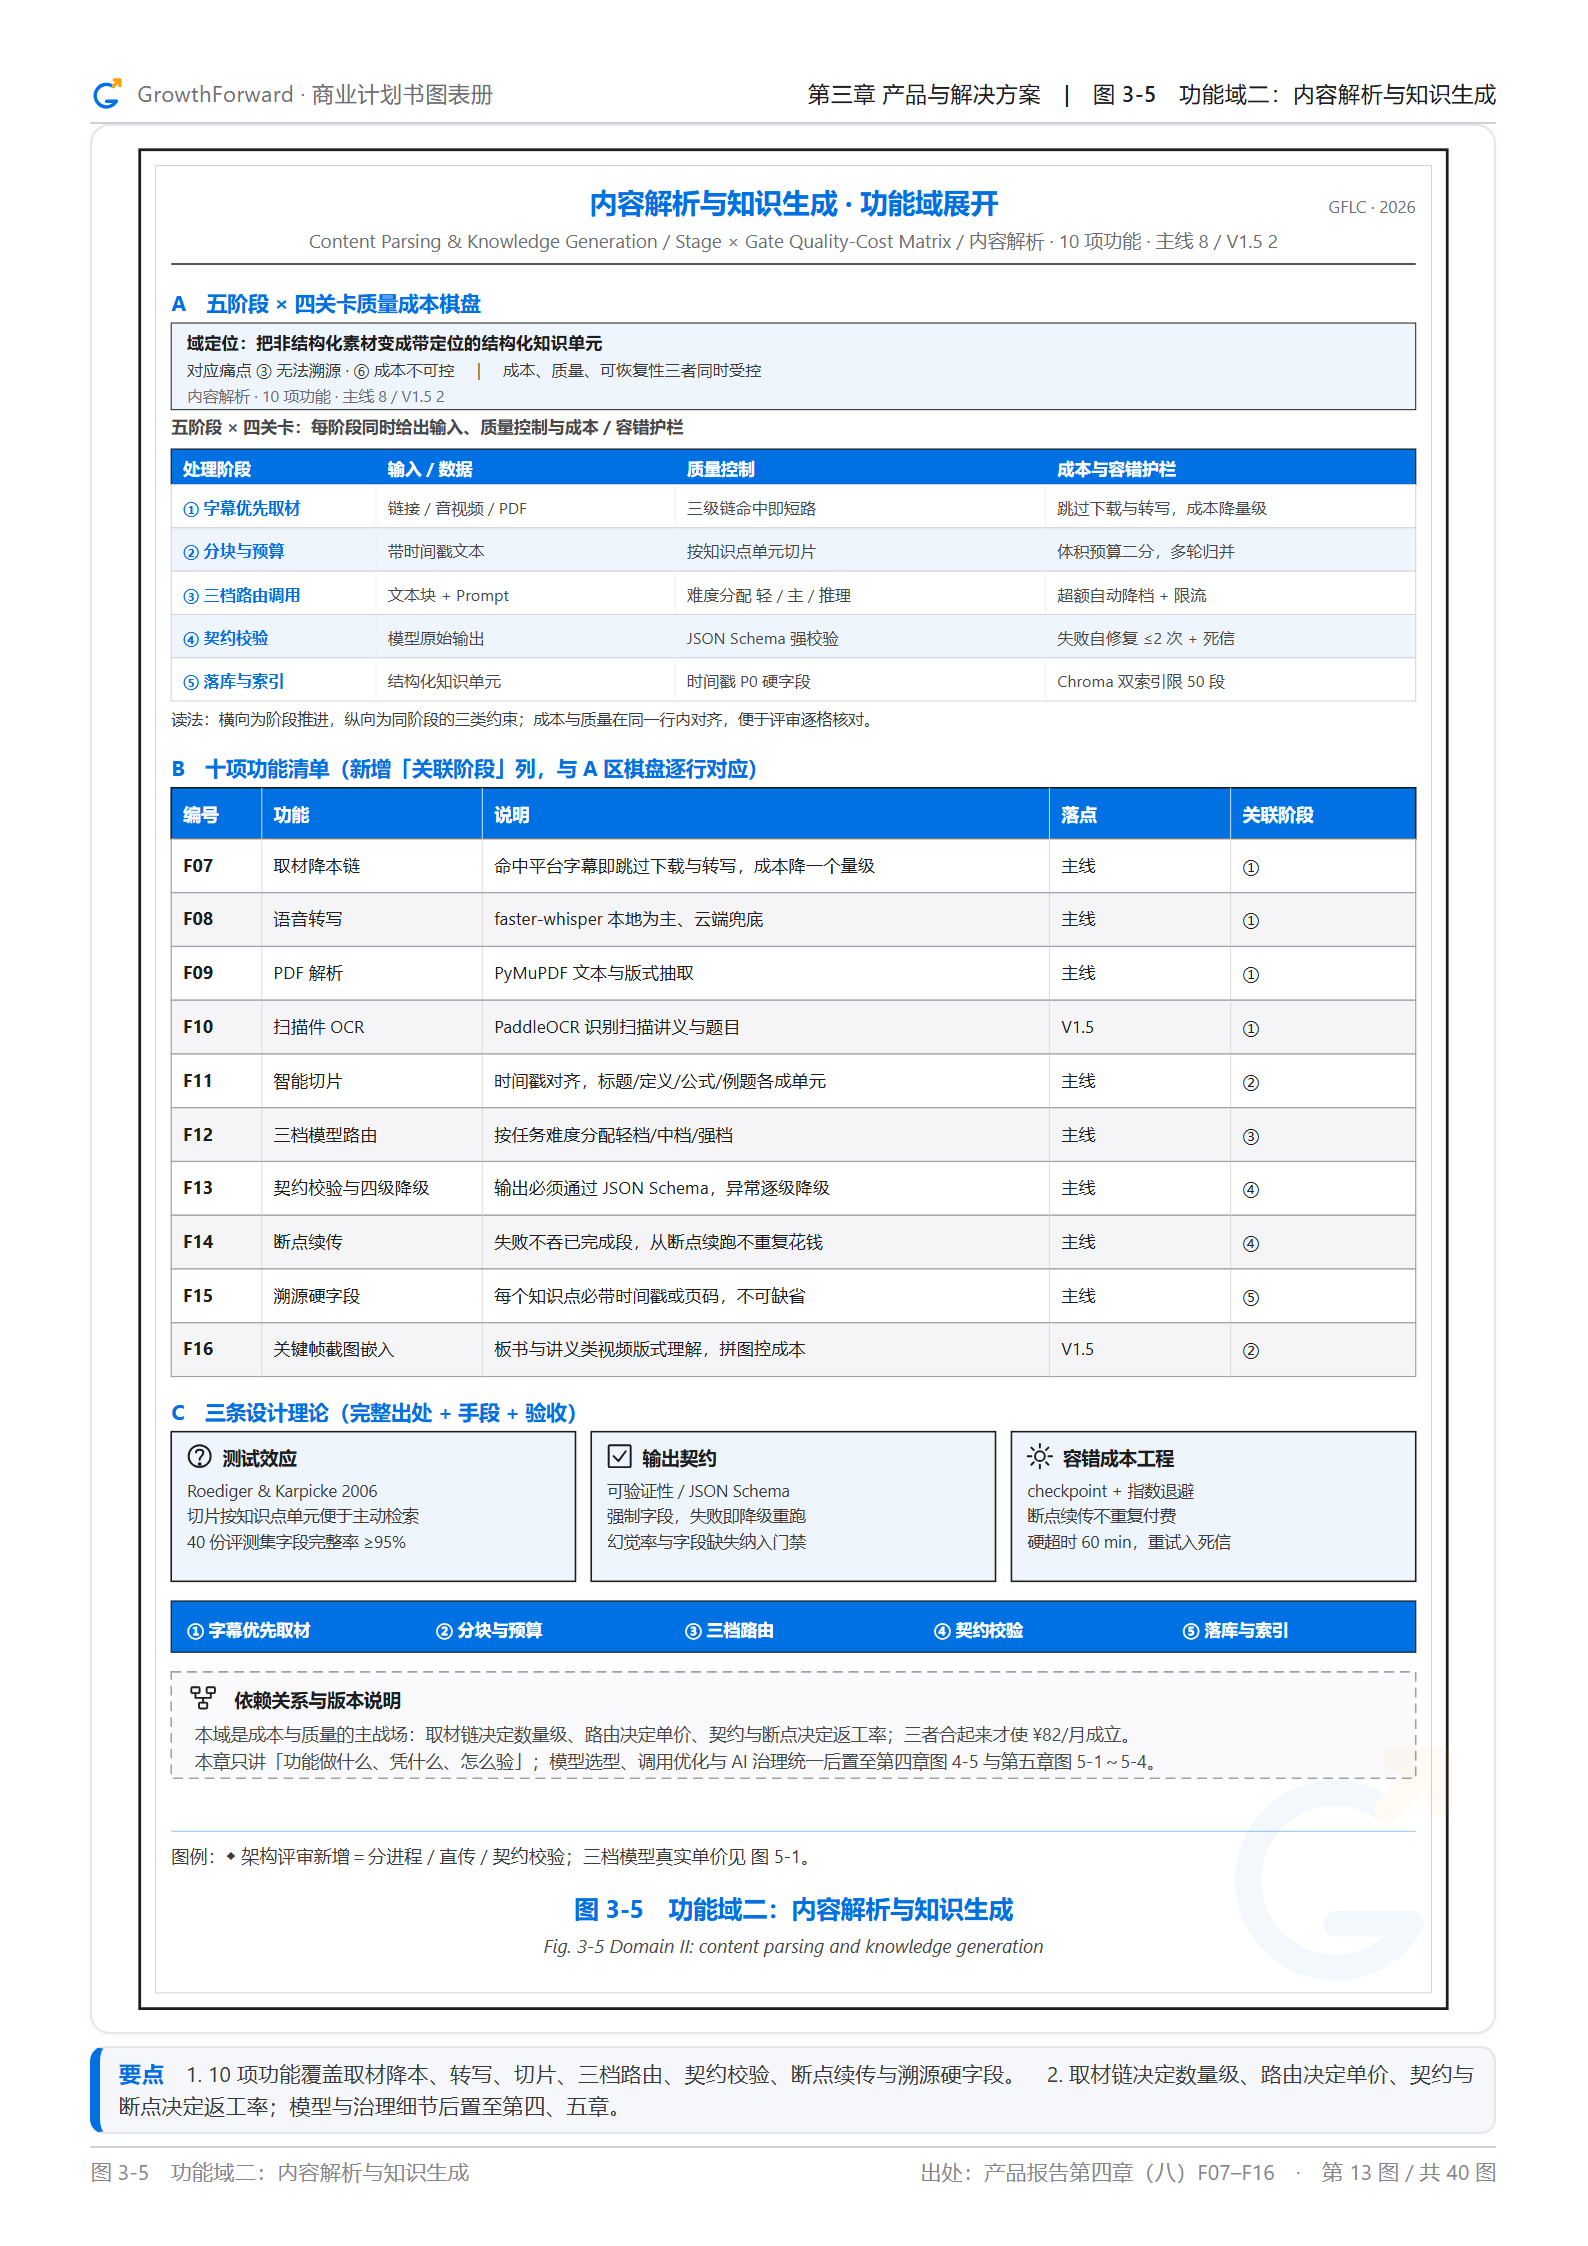 GrowthForward · 商业计划书图表册
第三章 产品与解决方案 | 图 3-5 功能域二：内容解析与知识生成
内容解析与知识生成 · 功能域展开
GFLC · 2026
Content Parsing & Knowledge Generation / Stage × Gate Quality-Cost Matrix / 内容解析 · 10 项功能 · 主线 8 / V1.5 2
A 五阶段 × 四关卡质量成本棋盘
域定位：把非结构化素材变成带定位的结构化知识单元
对应痛点 ③ 无法溯源 · ⑥ 成本不可控 | 成本、质量、可恢复性三者同时受控
内容解析 · 10 项功能 · 主线 8 / V1.5 2
五阶段 × 四关卡：每阶段同时给出输入、质量控制与成本 / 容错护栏
处理阶段 输入 / 数据 质量控制 成本与容错护栏
① 字幕优先取材 链接 / 音视频 / PDF 三级链命中即短路 跳过下载与转写，成本降量级
② 分块与预算 带时间戳文本 按知识点单元切片 体积预算二分，多轮归并
③ 三档路由调用 文本块 + Prompt 难度分配 轻 / 主 / 推理 超额自动降档 + 限流
④ 契约校验 模型原始输出 JSON Schema 强校验 失败自修复 ≤2 次 + 死信
⑤ 落库与索引 结构化知识单元 时间戳 P0 硬字段 Chroma 双索引限 50 段
读法：横向为阶段推进，纵向为同阶段的三类约束；成本与质量在同一行内对齐，便于评审逐格核对。
B 十项功能清单（新增「关联阶段」列，与 A 区棋盘逐行对应）
编号 功能 说明 落点 关联阶段
F07 取材降本链 命中平台字幕即跳过下载与转写，成本降一个量级 主线 ①
F08 语音转写 faster-whisper 本地为主、云端兜底 主线 ①
F09 PDF 解析 PyMuPDF 文本与版式抽取 主线 ①
F10 扫描件 OCR PaddleOCR 识别扫描讲义与题目 V1.5 ①
F11 智能切片 时间戳对齐，标题/定义/公式/例题各成单元 主线 ②
F12 三档模型路由 按任务难度分配轻档/中档/强档 主线 ③
F13 契约校验与四级降级 输出必须通过 JSON Schema，异常逐级降级 主线 ④
F14 断点续传 失败不吞已完成段，从断点续跑不重复花钱 主线 ④
F15 溯源硬字段 每个知识点必带时间戳或页码，不可缺省 主线 ⑤
F16 关键帧截图嵌入 板书与讲义类视频版式理解，拼图控成本 V1.5 ②
C 三条设计理论（完整出处 + 手段 + 验收）
测试效应
Roediger & Karpicke 2006
切片按知识点单元便于主动检索
40 份评测集字段完整率 ≥95%
输出契约
可验证性 / JSON Schema
强制字段，失败即降级重跑
幻觉率与字段缺失纳入门禁
容错成本工程
checkpoint + 指数退避
断点续传不重复付费
硬超时 60 min，重试入死信
① 字幕优先取材 ② 分块与预算 ③ 三档路由 ④ 契约校验 ⑤ 落库与索引
依赖关系与版本说明
本域是成本与质量的主战场：取材链决定数量级、路由决定单价、契约与断点决定返工率；三者合起来才使 ¥82/月成立。
本章只讲「功能做什么、凭什么、怎么验」；模型选型、调用优化与 AI 治理统一后置至第四章图 4-5 与第五章图 5-1 ~ 5-4。
图例：◆ 架构评审新增 = 分进程 / 直传 / 契约校验；三档模型真实单价见 图 5-1。
图 3-5 功能域二：内容解析与知识生成
Fig. 3-5 Domain II: content parsing and knowledge generation
要点 1. 10 项功能覆盖取材降本、转写、切片、三档路由、契约校验、断点续传与溯源硬字段。 2. 取材链决定数量级、路由决定单价、契约与
断点决定返工率；模型与治理细节后置至第四、五章。
图 3-5 功能域二：内容解析与知识生成
出处：产品报告第四章（八）F07–F16 · 第 13 图 / 共 40 图